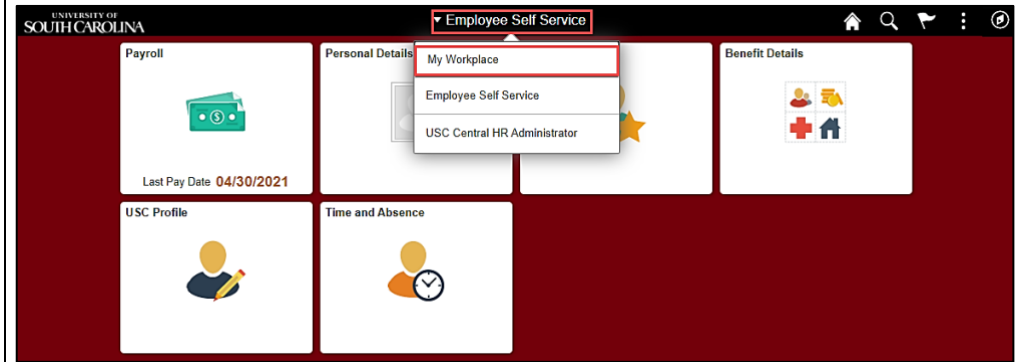 UNIVERSITY OF
SOUTH CAROLINA
Employee Self Service
My Workplace
Employee Self Service
USC Central HR Administrator
Payroll
Last Pay Date 04/30/2021
Personal Details
Benefit Details
USC Profile
Time and Absence